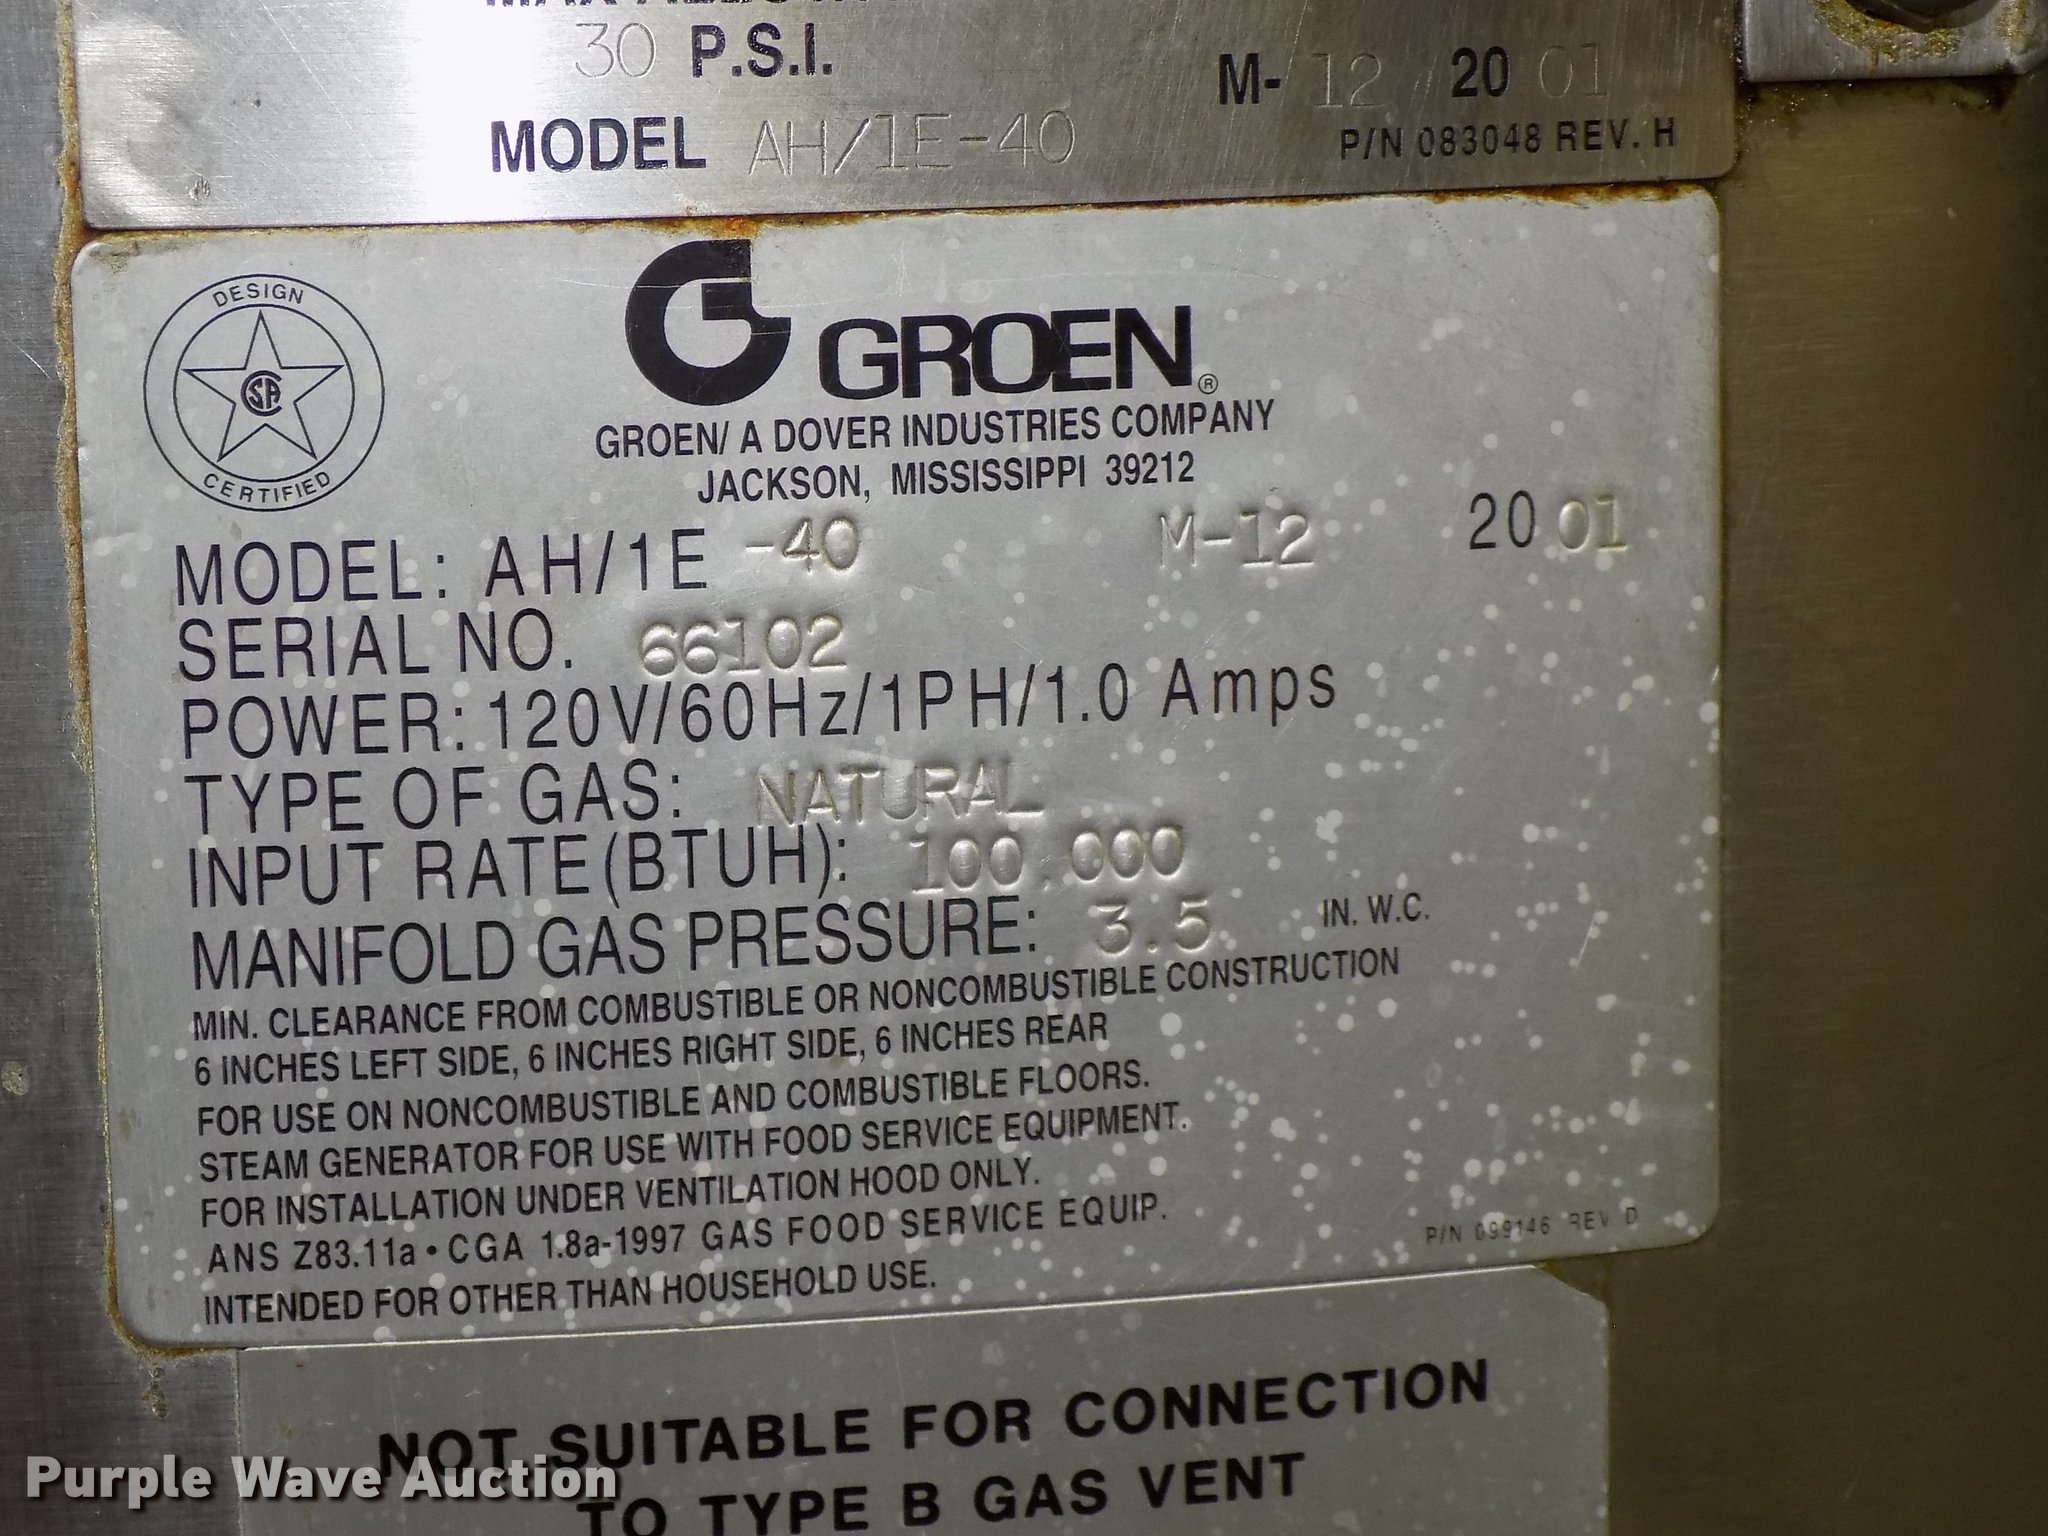 30 P.S.I.
M- 12 20 01
MODEL AH/1E-40
P/N 083048 REV. H
DESIGN
CSA
CERTIFIED
G GROEN®
GROEN/ A DOVER INDUSTRIES COMPANY
JACKSON, MISSISSIPPI 39212
MODEL: AH/1E -40 M-12 20 01
SERIAL NO. 66102
POWER: 120V/60Hz/1PH/1.0 Amps
TYPE OF GAS: NATURAL
INPUT RATE(BTUH): 100.000
MANIFOLD GAS PRESSURE: 3.5 IN. W.C.
MIN. CLEARANCE FROM COMBUSTIBLE OR NONCOMBUSTIBLE CONSTRUCTION
6 INCHES LEFT SIDE, 6 INCHES RIGHT SIDE, 6 INCHES REAR
FOR USE ON NONCOMBUSTIBLE AND COMBUSTIBLE FLOORS.
STEAM GENERATOR FOR USE WITH FOOD SERVICE EQUIPMENT.
FOR INSTALLATION UNDER VENTILATION HOOD ONLY.
ANS Z83.11a • CGA 1.8a-1997 GAS FOOD SERVICE EQUIP.
P/N 099146 REV D
INTENDED FOR OTHER THAN HOUSEHOLD USE.
NOT SUITABLE FOR CONNECTION
TO TYPE B GAS VENT
Purple Wave Auction